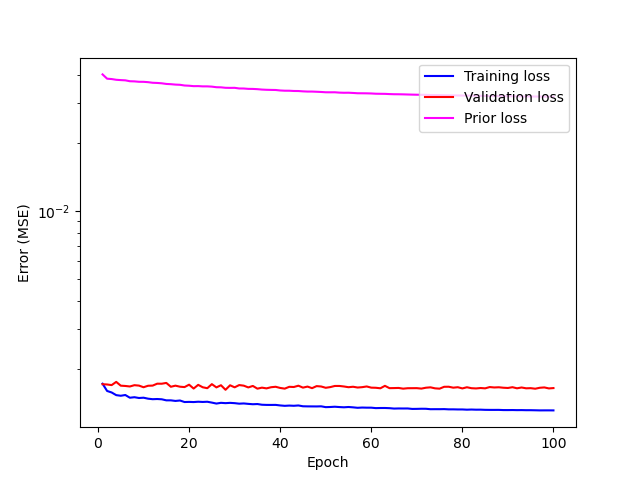 Training loss
Validation loss
Prior loss
10⁻²
Error (MSE)
0 20 40 60 80 100
Epoch